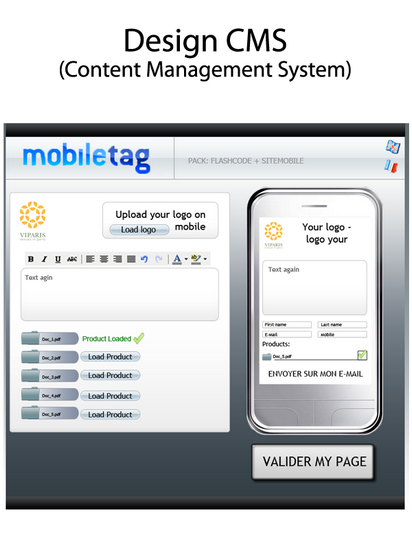 Design CMS
(Content Management System)
mobiletag
PACK: FLASHCODE + SITEMOBILE
VIPARIS
Upload your logo on
Load logo mobile
B I U ABC A ab
Text agin
Doc_1.pdf Product Loaded
Doc_2.pdf Load Product
Doc_3.pdf Load Product
Doc_4.pdf Load Product
Doc_5.pdf Load Product
VIPARIS
Your logo -
logo your
Text again
First name Last name
E-Mail Mobile
Products:
Doc_5.pdf
ENVOYER SUR MON E-MAIL
VALIDER MY PAGE